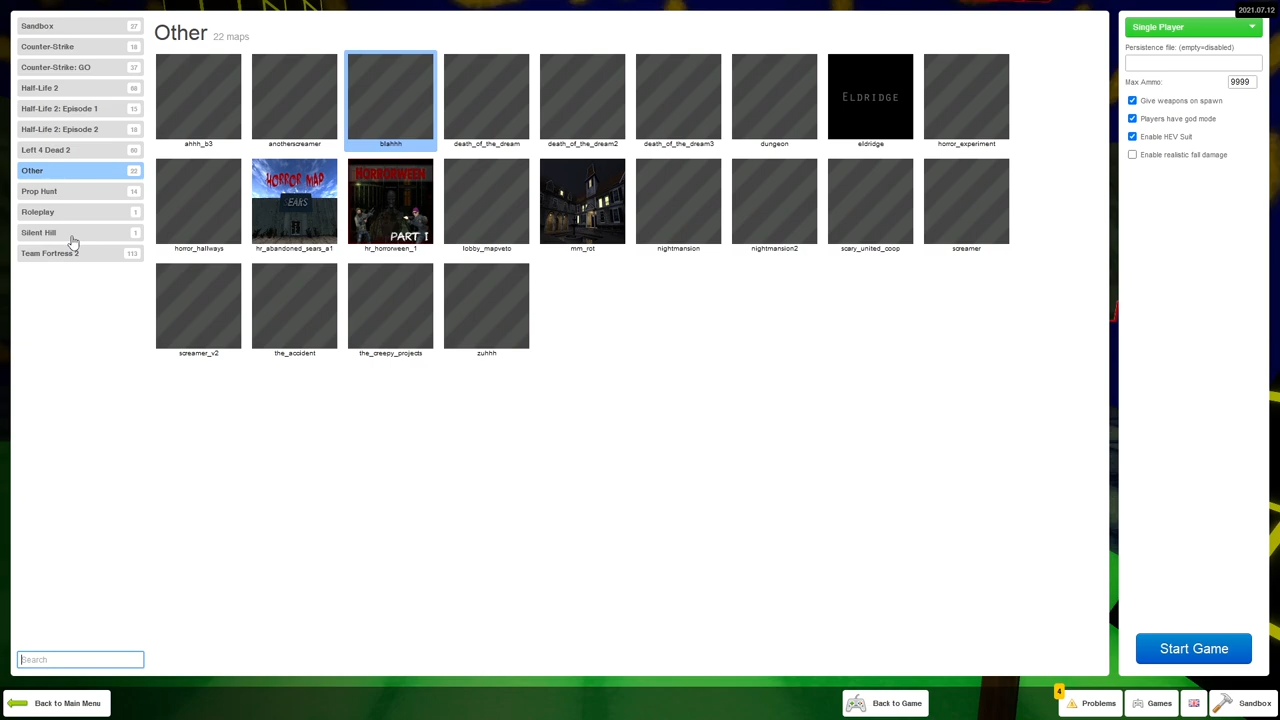 2021.07.12
Sandbox 27
Counter-Strike 18
Counter-Strike: GO 37
Half-Life 2 68
Half-Life 2: Episode 1 15
Half-Life 2: Episode 2 18
Left 4 Dead 2 60
Other 22
Prop Hunt 14
Roleplay 1
Silent Hill 1
Team Fortress 2 113
Search
Other 22 maps
ELDRIDGE
ahhh_b3 anotherscreamer blahhh death_of_the_dream death_of_the_dream2 death_of_the_dream3 dungeon eldridge horror_experiment
HORROR MAP
SEARS
HORRORWEEN
PART I
horror_hallways hr_abandoned_sears_a1 hr_horrorween_1 lobby_mapveto mm_rot nightmansion nightmansion2 scary_united_coop screamer
screamer_v2 the_accident the_creepy_projects zuhhh
Single Player
Persistence file: (empty=disabled)
Max Ammo: 9999
Give weapons on spawn
Players have god mode
Enable HEV Suit
Enable realistic fall damage
Start Game
Back to Main Menu
Back to Game
4
Problems
Games
Sandbox